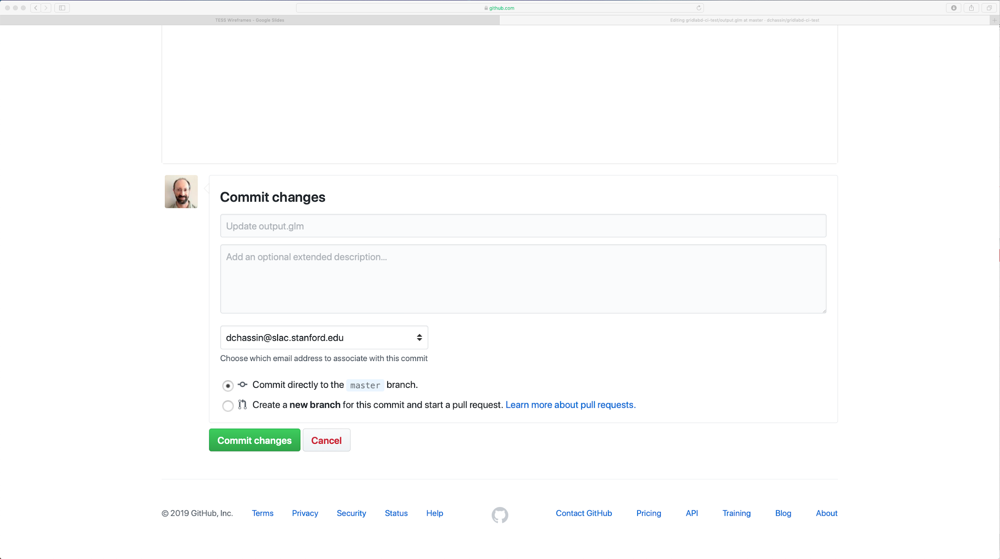 github.com
TESS Wireframes - Google Slides
Editing gridlabd-ci-test/output.glm at master · dchassin/gridlabd-ci-test
Commit changes
Update output.glm
Add an optional extended description…
dchassin@slac.stanford.edu
Choose which email address to associate with this commit
Commit directly to the master branch.
Create a new branch for this commit and start a pull request. Learn more about pull requests.
Commit changes Cancel
© 2019 GitHub, Inc. Terms Privacy Security Status Help Contact GitHub Pricing API Training Blog About